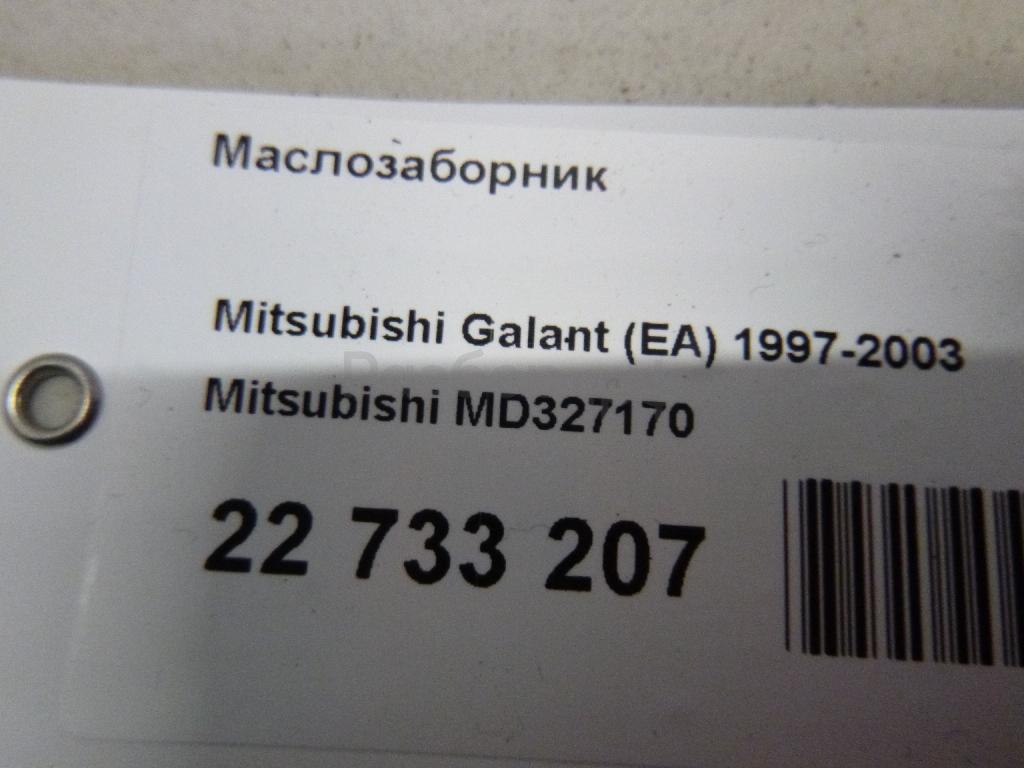 Маслозаборник
Mitsubishi Galant (EA) 1997-2003
Mitsubishi MD327170
22 733 207